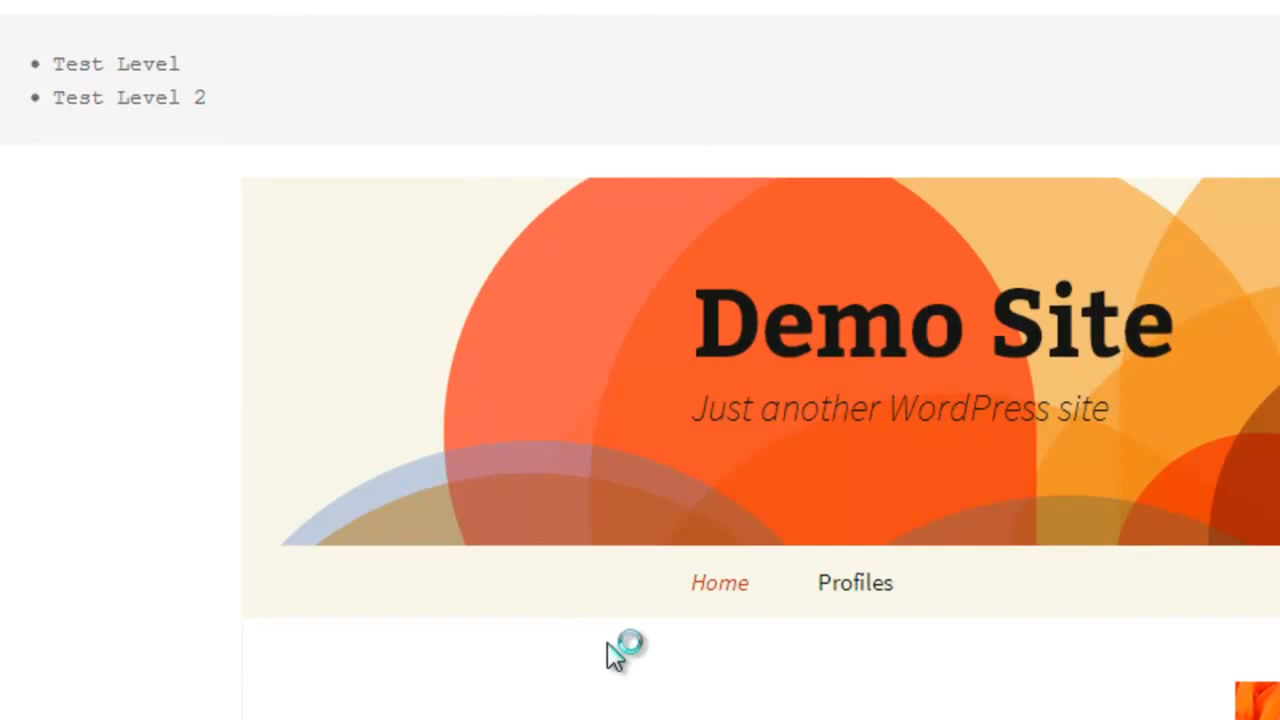 Test Level
Test Level 2
Demo Site
Just another WordPress site
Home Profiles